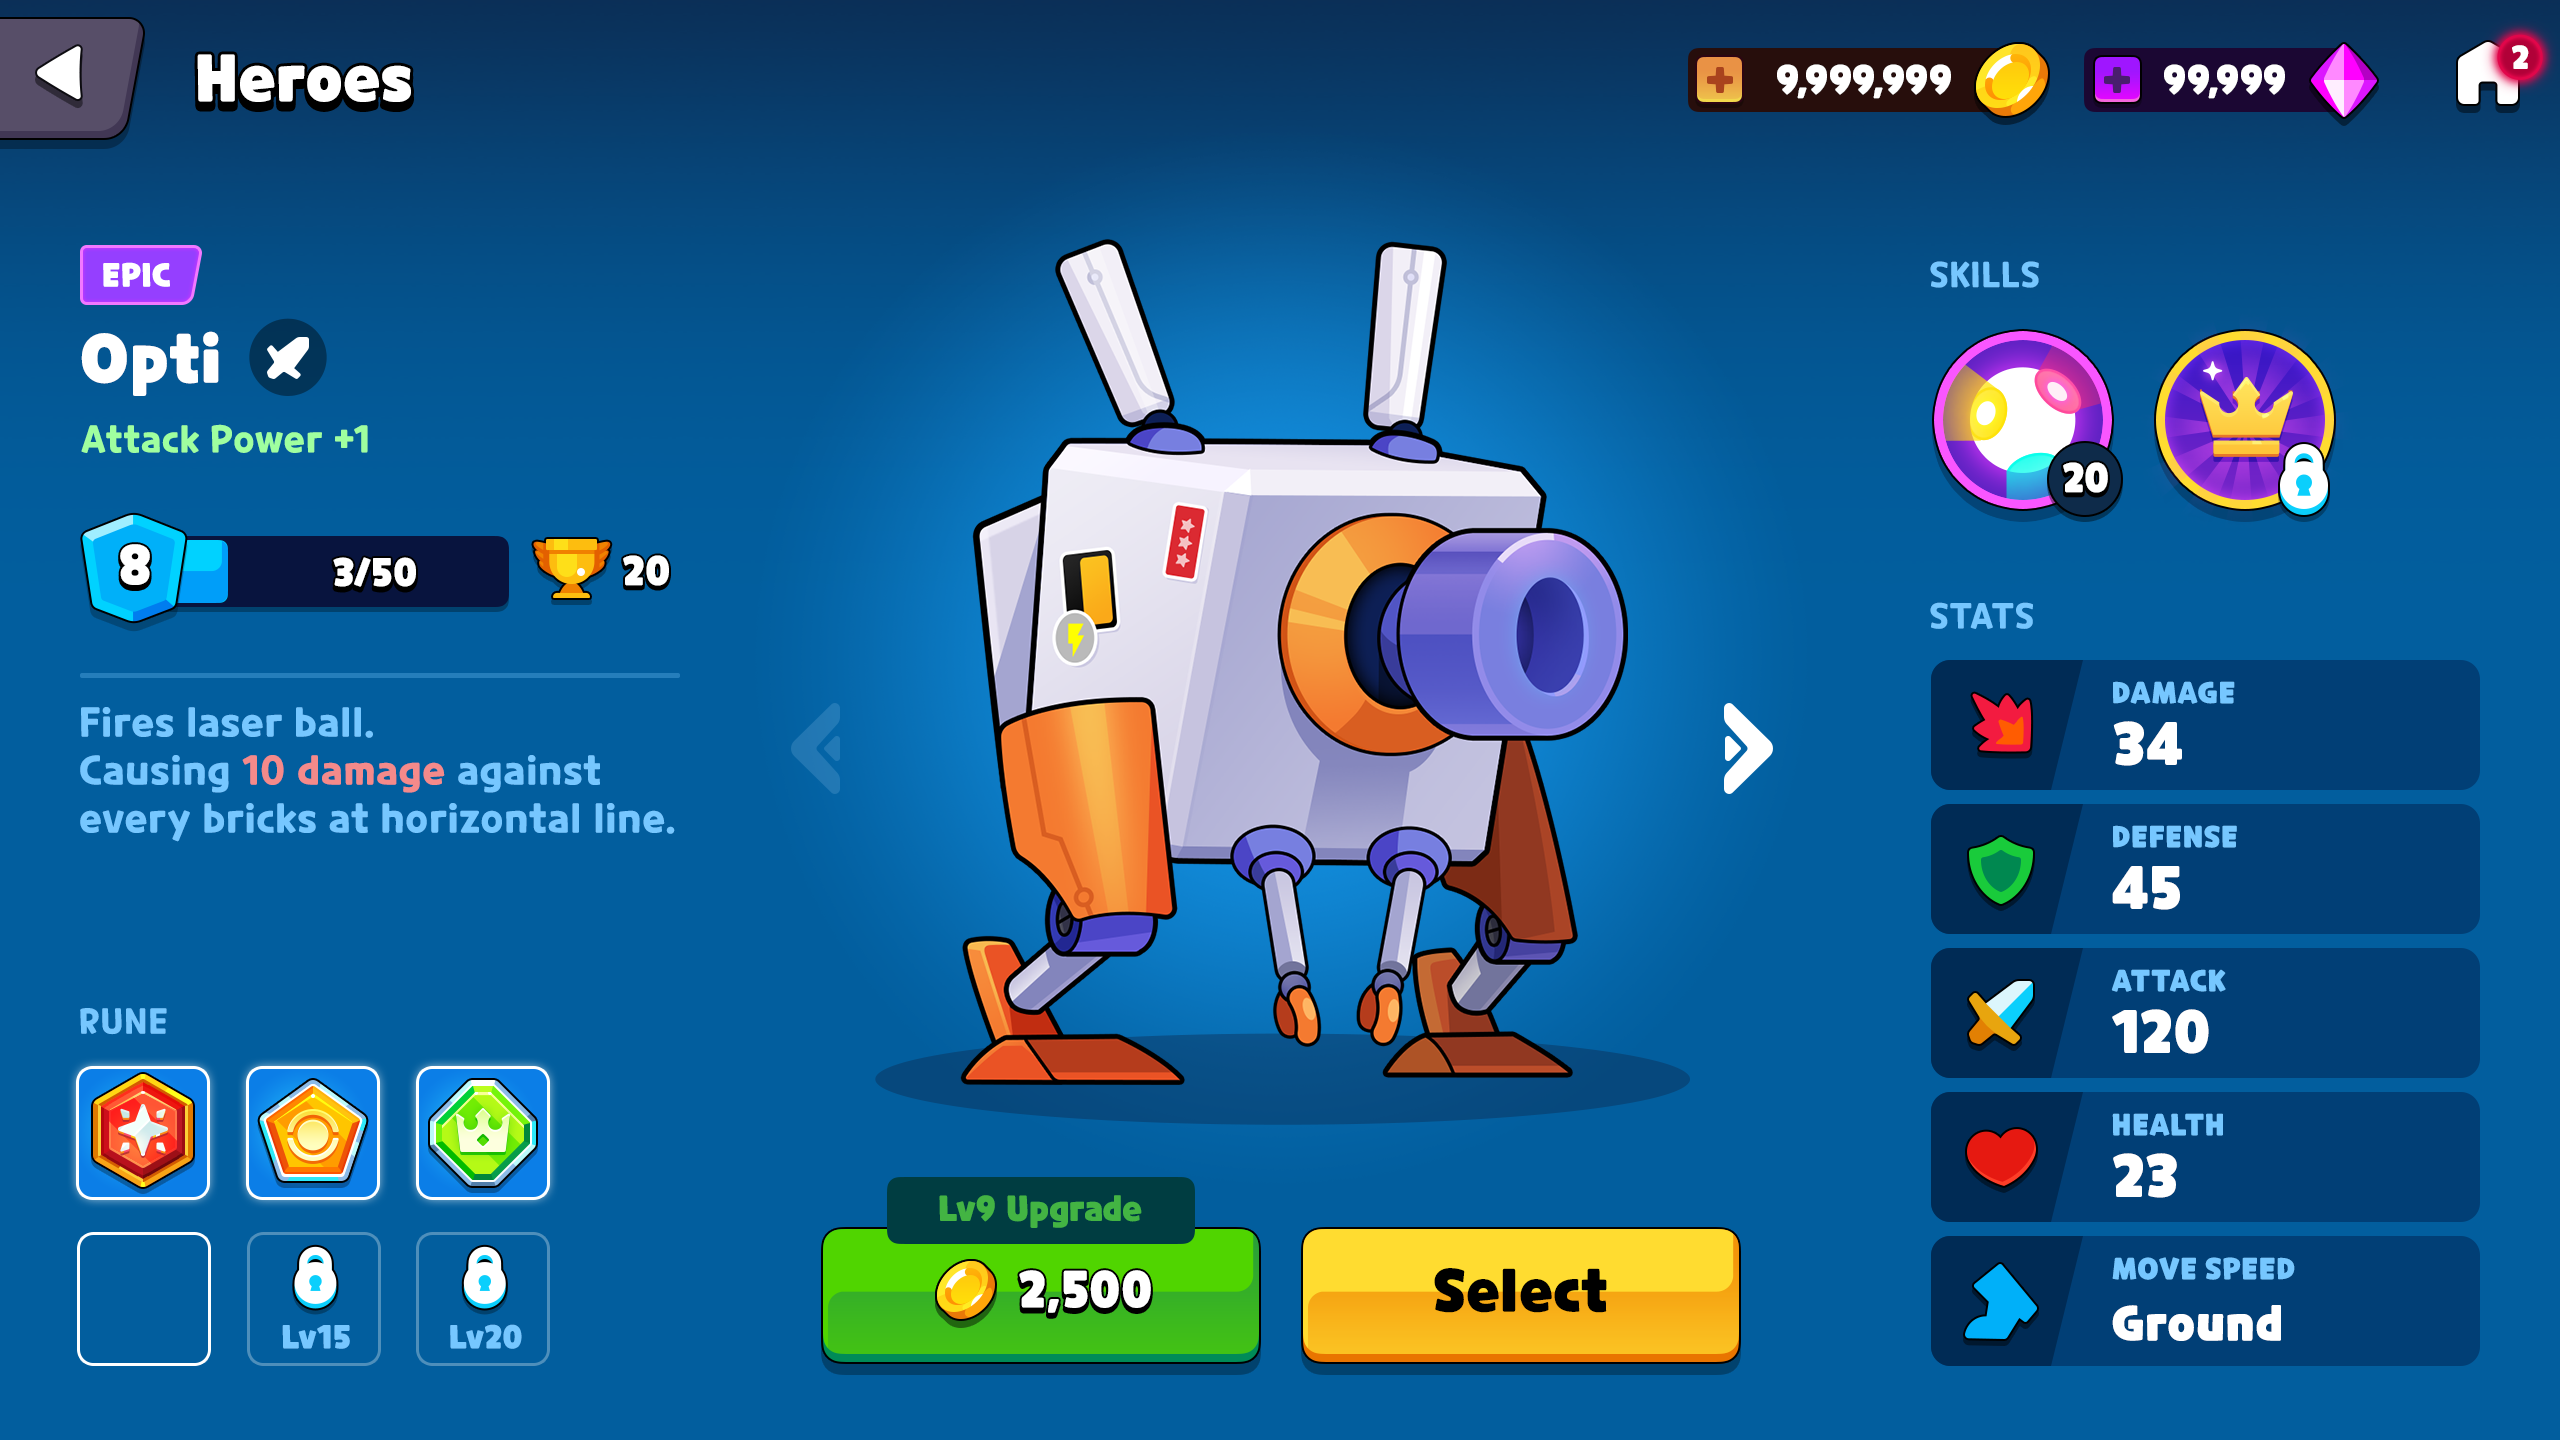 Heroes
9,999,999
99,999
2
EPIC
Opti
Attack Power +1
8
3/50
20
Fires laser ball.
Causing 10 damage against
every bricks at horizontal line.
RUNE
Lv15
Lv20
Lv9 Upgrade
2,500
Select
SKILLS
20
STATS
DAMAGE
34
DEFENSE
45
ATTACK
120
HEALTH
23
MOVE SPEED
Ground